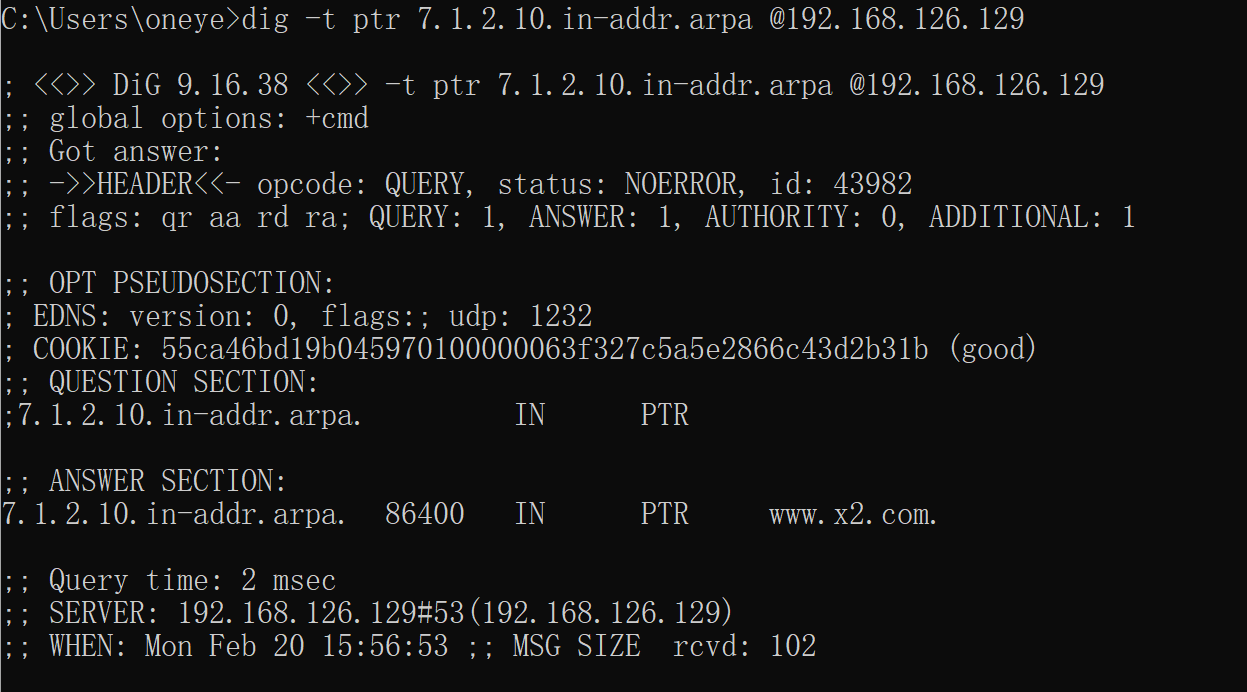 C:\Users\oneye>dig -t ptr 7.1.2.10.in-addr.arpa @192.168.126.129
; <<>> DiG 9.16.38 <<>> -t ptr 7.1.2.10.in-addr.arpa @192.168.126.129
;; global options: +cmd
;; Got answer:
;; ->>HEADER<<- opcode: QUERY, status: NOERROR, id: 43982
;; flags: qr aa rd ra; QUERY: 1, ANSWER: 1, AUTHORITY: 0, ADDITIONAL: 1
;; OPT PSEUDOSECTION:
; EDNS: version: 0, flags:; udp: 1232
; COOKIE: 55ca46bd19b045970100000063f327c5a5e2866c43d2b31b (good)
;; QUESTION SECTION:
;7.1.2.10.in-addr.arpa. IN PTR
;; ANSWER SECTION:
7.1.2.10.in-addr.arpa. 86400 IN PTR www.x2.com.
;; Query time: 2 msec
;; SERVER: 192.168.126.129#53(192.168.126.129)
;; WHEN: Mon Feb 20 15:56:53 ;; MSG SIZE rcvd: 102